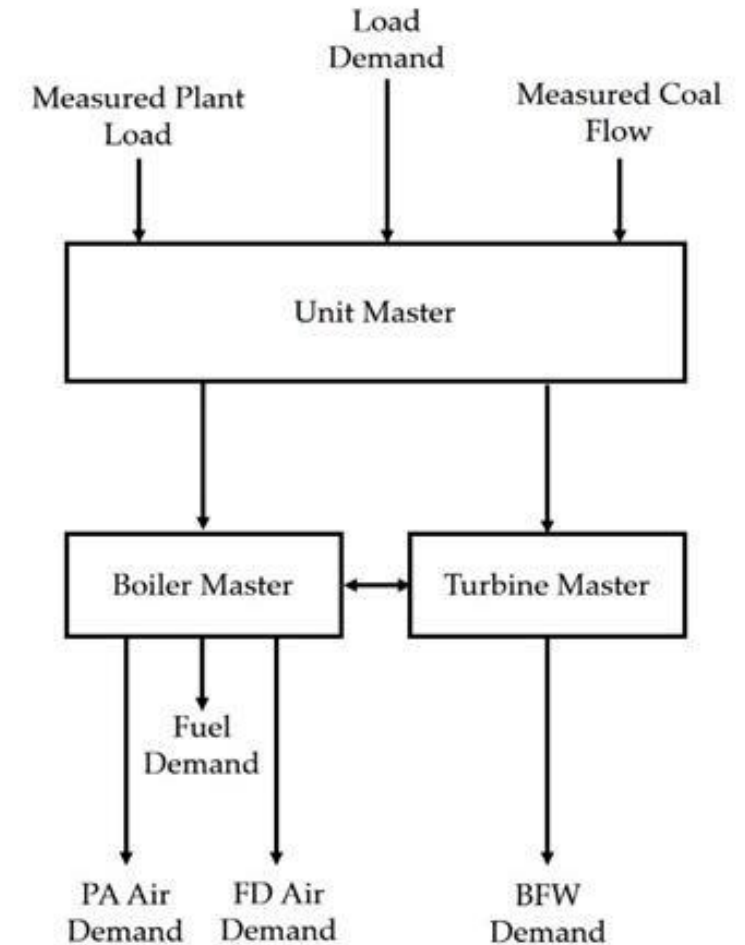 Load
Demand
Measured Plant
Load
Measured Coal
Flow
Unit Master
Boiler Master
Turbine Master
Fuel
Demand
PA Air
Demand
FD Air
Demand
BFW
Demand